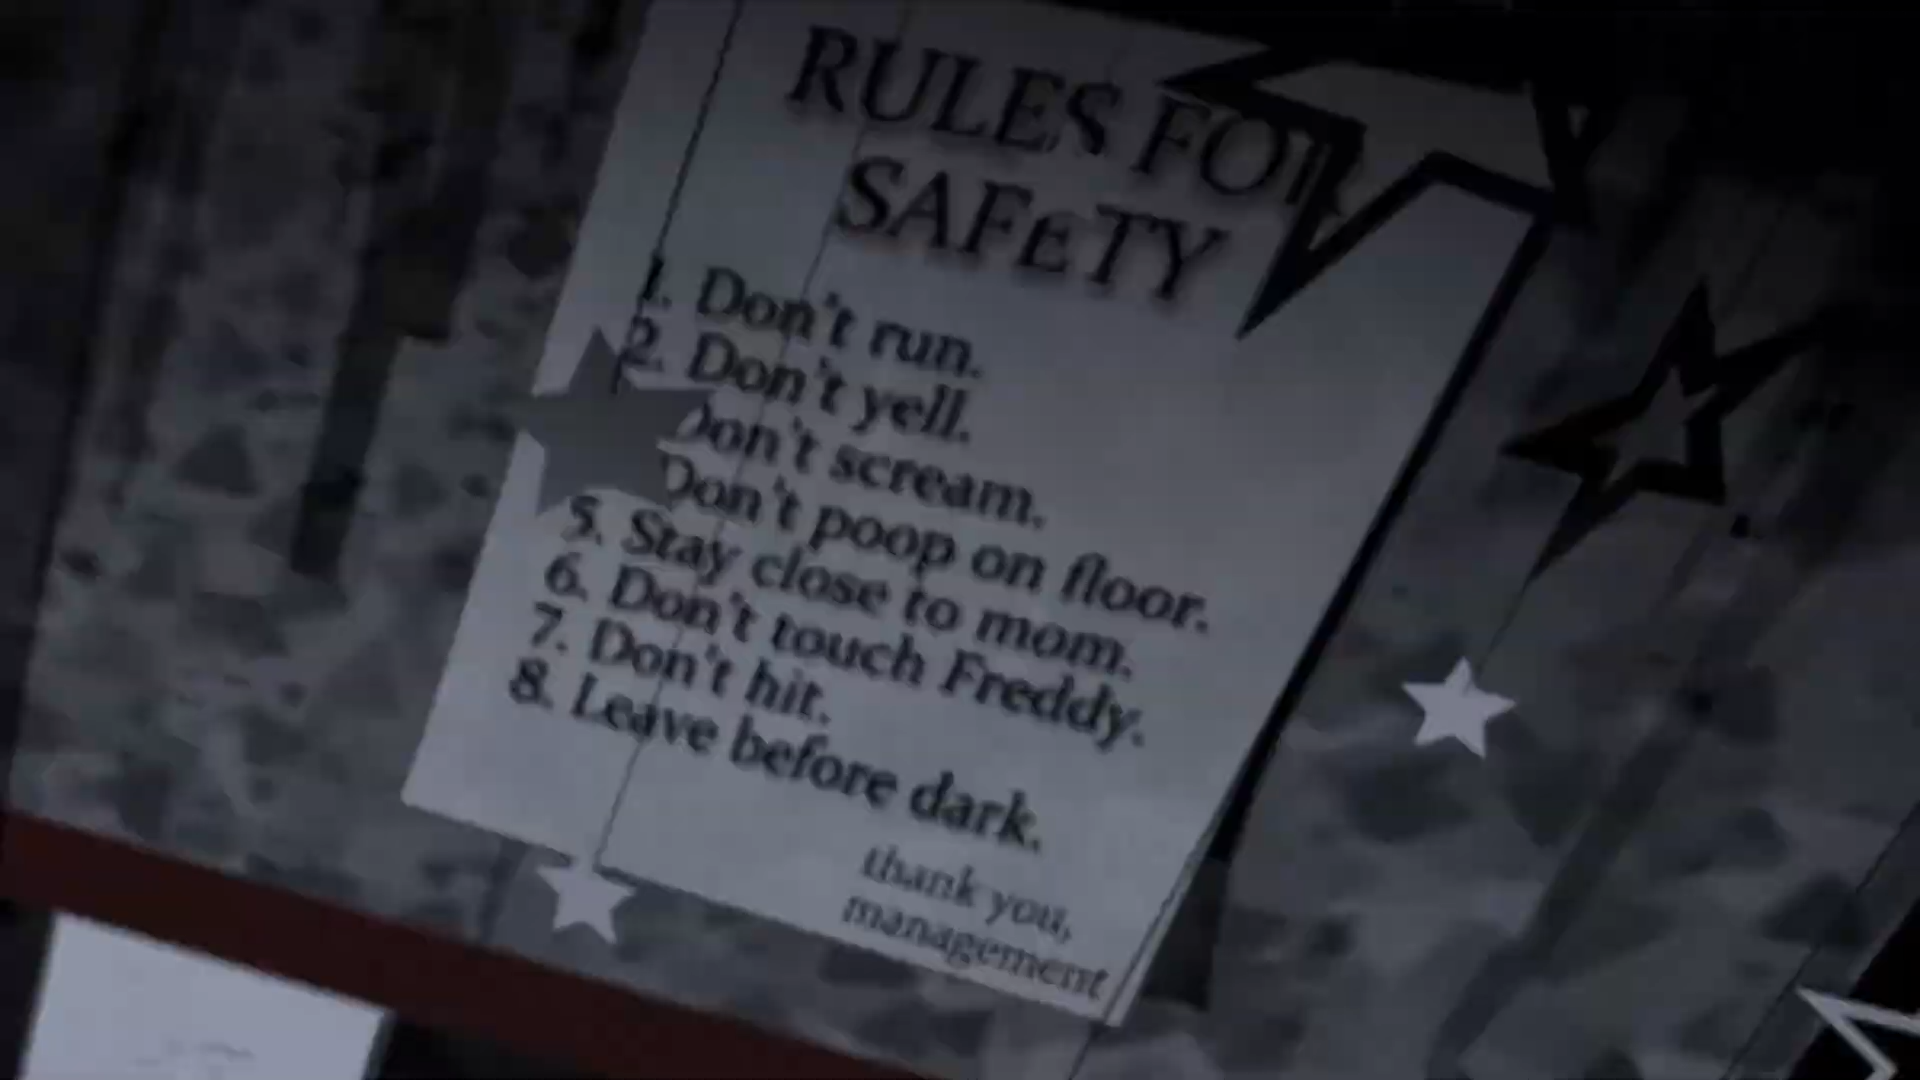 RULES FOR
SAFeTY
1. Don't run.
2. Don't yell.
Don't scream.
Don't poop on floor.
5. Stay close to mom.
6. Don't touch Freddy.
7. Don't hit.
8. Leave before dark.
thank you,
management